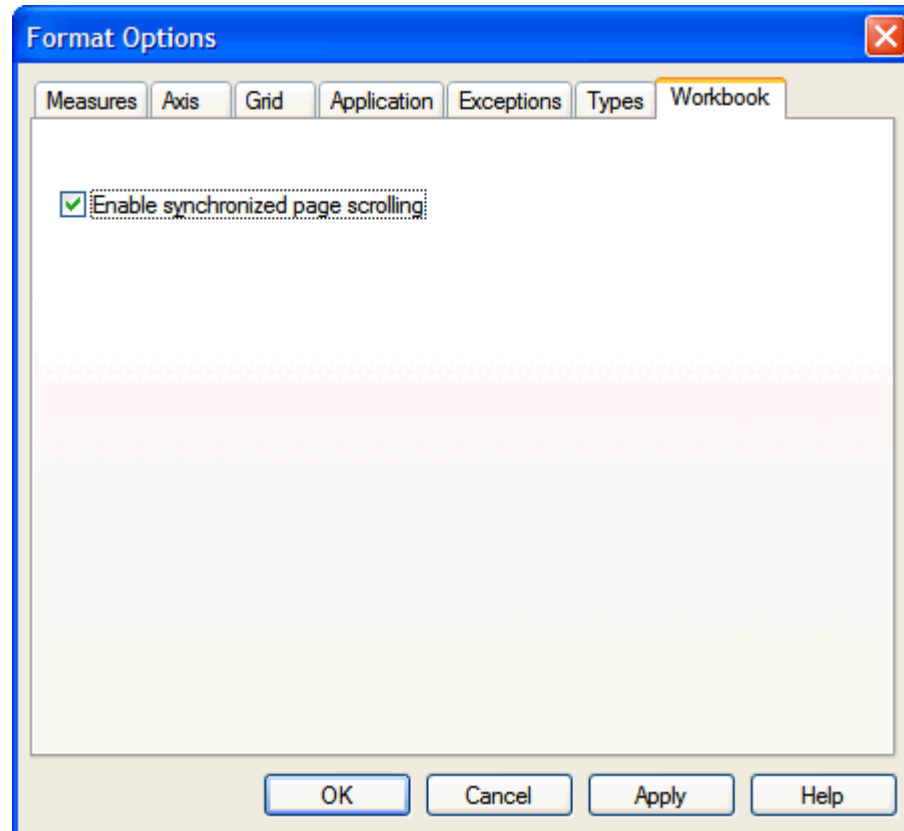 Format Options
Measures Axis Grid Application Exceptions Types Workbook
Enable synchronized page scrolling
OK Cancel Apply Help